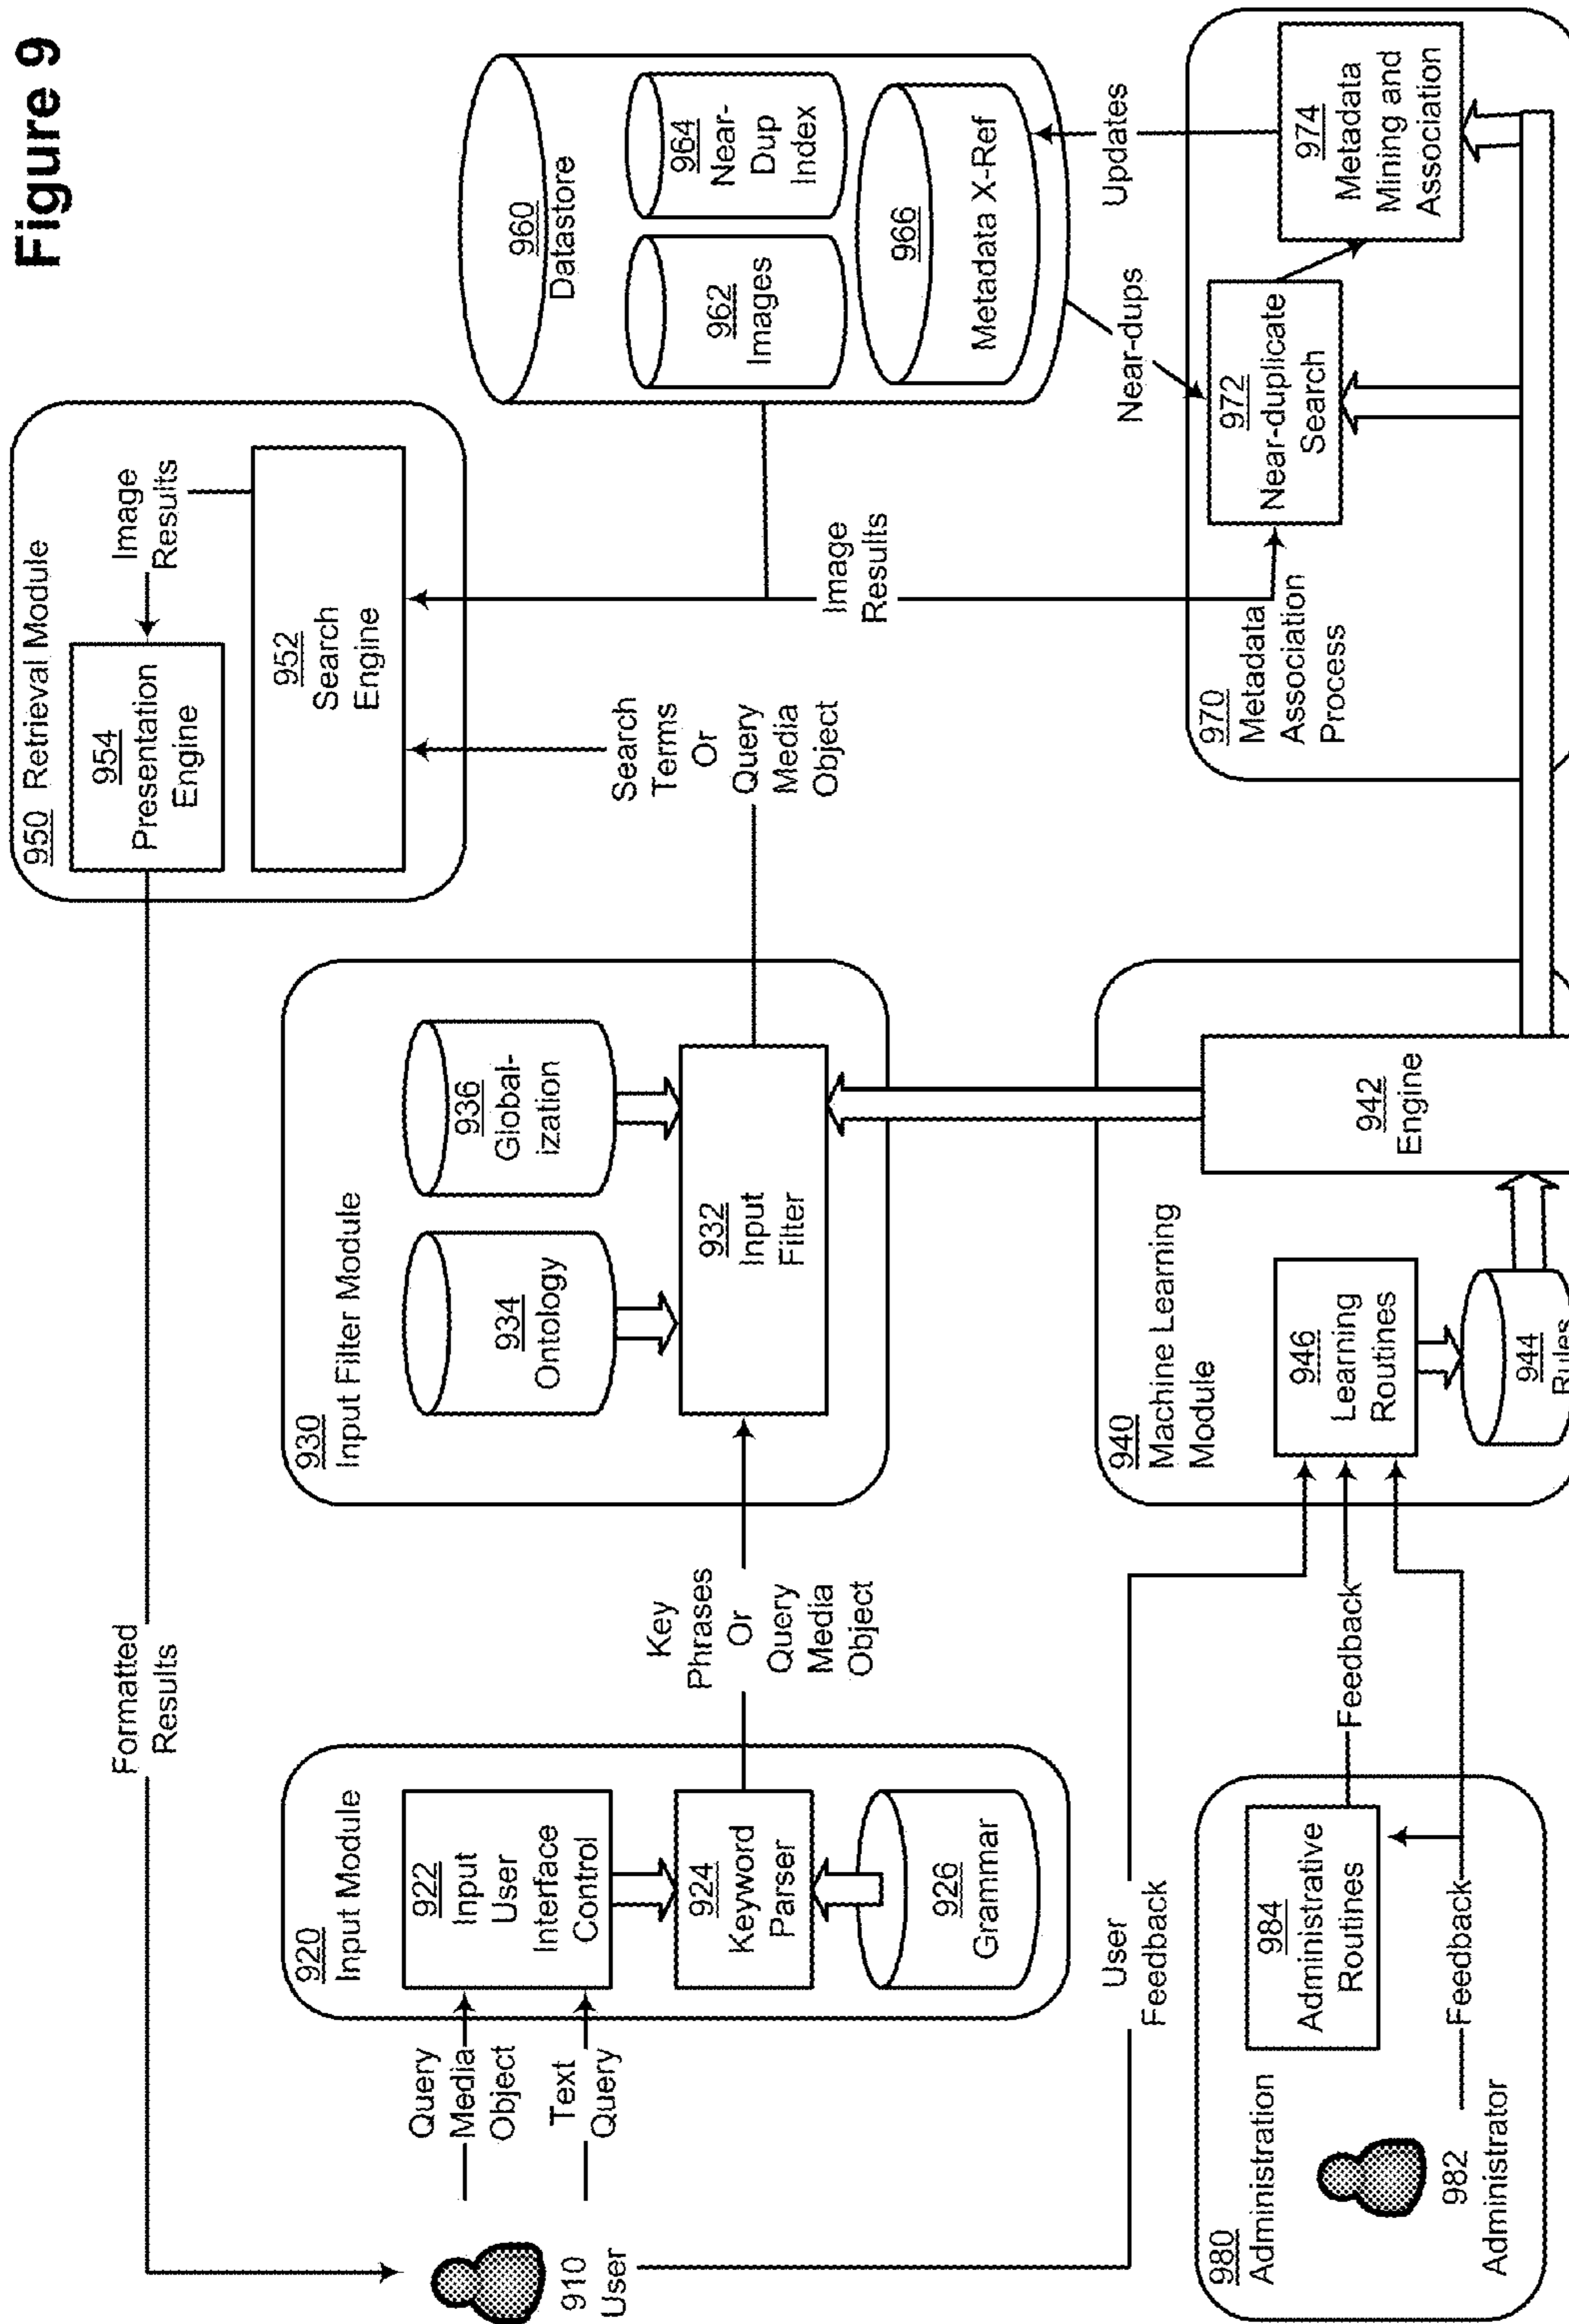 Figure 9
Formatted
Results
950 Retrieval Module
954
Presentation
Engine
Image
Results
952
Search
Engine
910
User
Query
Media
Object
Text
Query
920
Input Module
922
Input
User
Interface
Control
924
Keyword
Parser
926
Grammar
Key
Phrases
Or
Query
Media
Object
930
Input Filter Module
934
Ontology
936
Global-
ization
932
Input
Filter
Search
Terms
Or
Query
Media
Object
960
Datastore
962
Images
964
Near-
Dup
Index
966
Metadata X-Ref
Image
Results
Near-dups
Updates
User
Feedback
980
Administration
982
Administrator
984
Administrative
Routines
Feedback
Feedback
940
Machine Learning
Module
946
Learning
Routines
944
Rules
942
Engine
970
Metadata
Association
Process
972
Near-duplicate
Search
974
Metadata
Mining and
Association